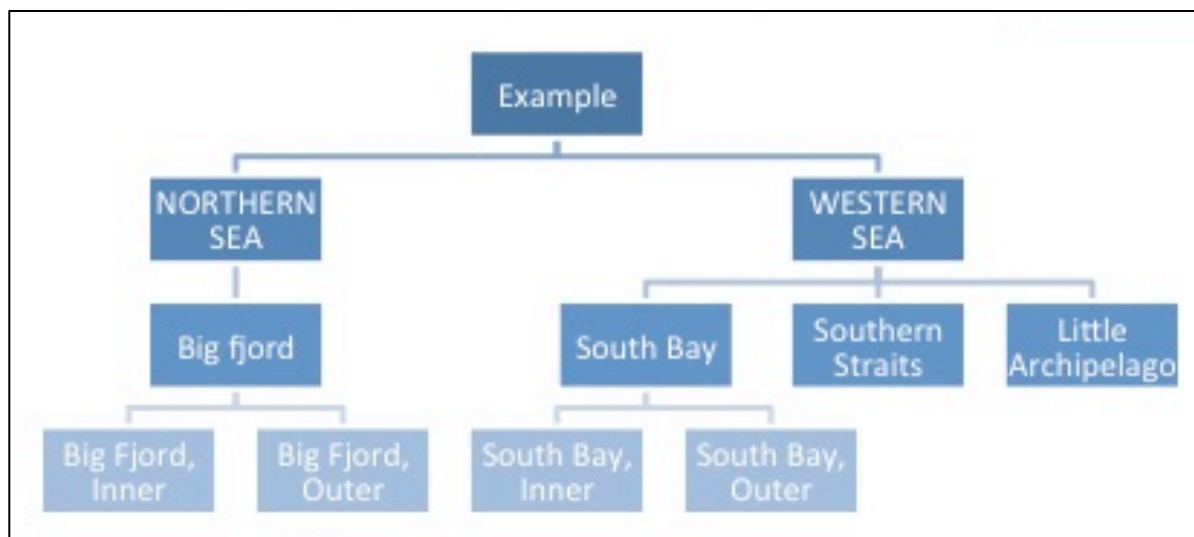 Example
NORTHERN
SEA
WESTERN
SEA
Big fjord
South Bay
Southern
Straits
Little
Archipelago
Big Fjord,
Inner
Big Fjord,
Outer
South Bay,
Inner
South Bay,
Outer